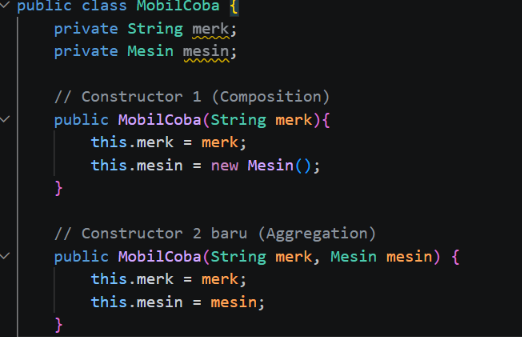 public class MobilCoba {
private String merk;
private Mesin mesin;
// Constructor 1 (Composition)
public MobilCoba(String merk){
this.merk = merk;
this.mesin = new Mesin();
}
// Constructor 2 baru (Aggregation)
public MobilCoba(String merk, Mesin mesin) {
this.merk = merk;
this.mesin = mesin;
}